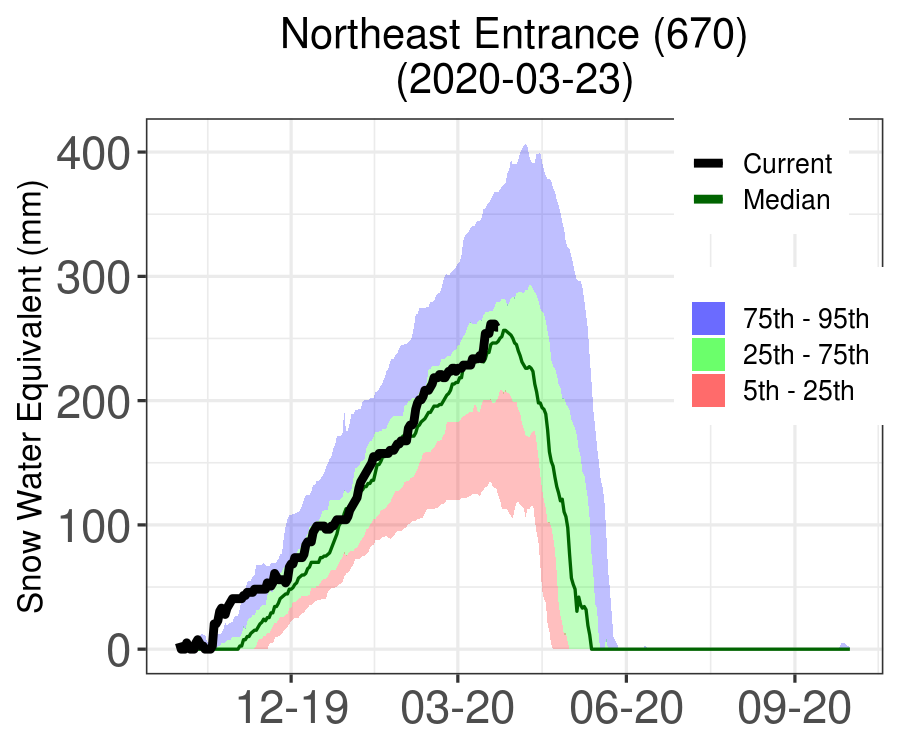 Northeast Entrance (670)
(2020-03-23)
Snow Water Equivalent (mm)
400
300
200
100
0
12-19
03-20
06-20
09-20
Current
Median
75th - 95th
25th - 75th
5th - 25th